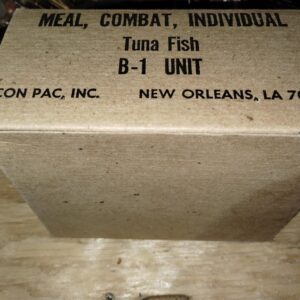 MEAL, COMBAT, INDIVIDUAL
Tuna Fish
B-1 UNIT
CON PAC, INC. NEW ORLEANS, LA 70